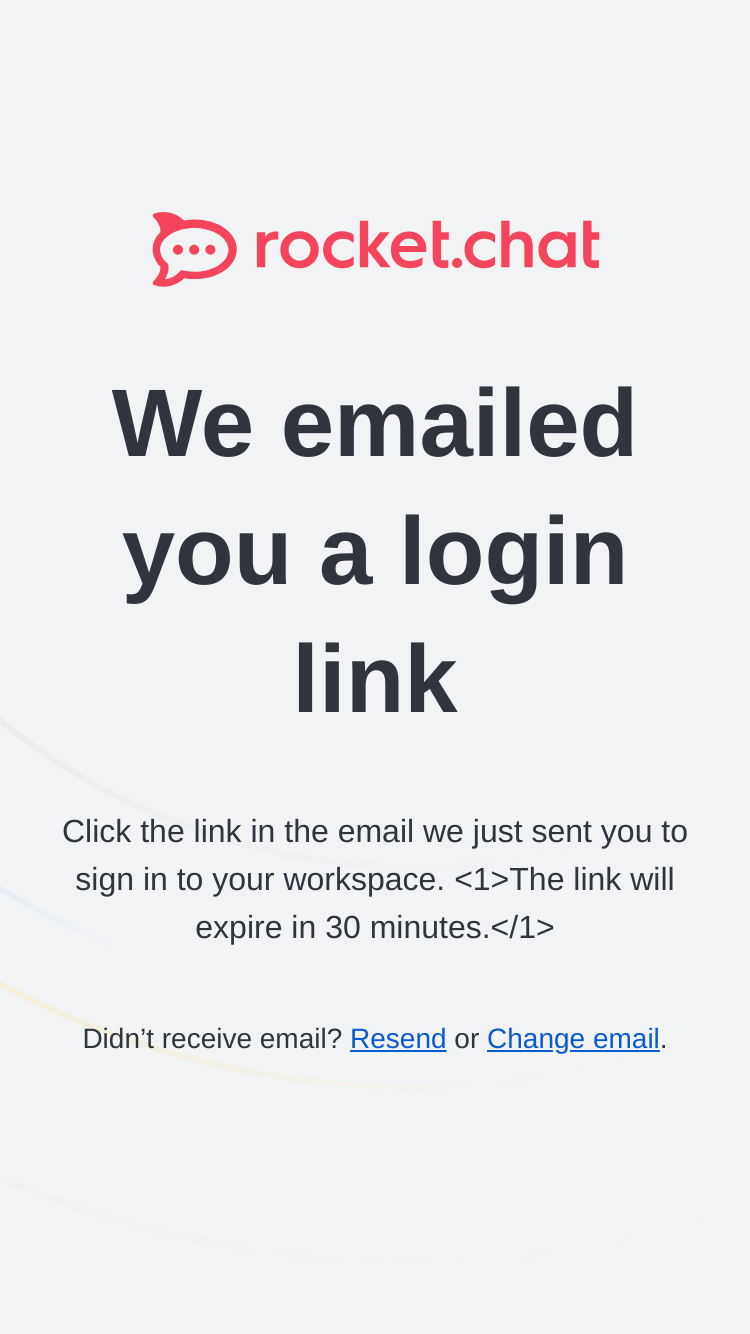 rocket.chat
We emailed
you a login
link
Click the link in the email we just sent you to
sign in to your workspace. <1>The link will
expire in 30 minutes.</1>
Didn’t receive email? Resend or Change email.